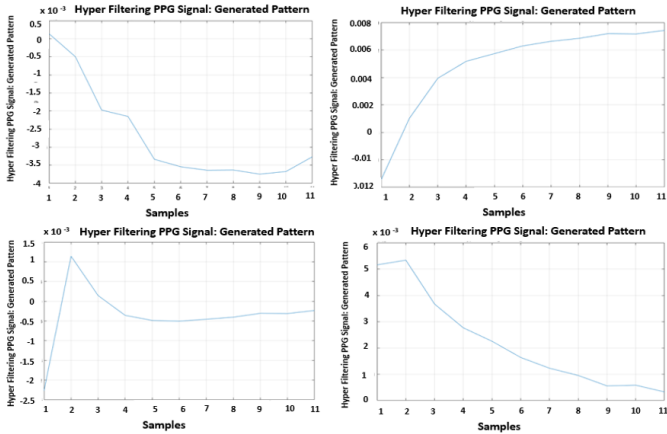 Hyper Filtering PPG Signal: Generated Pattern
x 10 -3
Hyper Filtering PPG Signal: Generated Pattern
0.5
0
-0.5
-1
-1.5
-2
-2.5
-3
-3.5
-4
1 2 3 4 5 6 7 8 9 10 11
Samples
Hyper Filtering PPG Signal: Generated Pattern
Hyper Filtering PPG Signal: Generated Pattern
0.008
0.006
0.004
0.002
0
-0.01
0.012
1 2 3 4 5 6 7 8 9 10 11
Samples
Hyper Filtering PPG Signal: Generated Pattern
x 10 -3
Hyper Filtering PPG Signal: Generated Pattern
1.5
1
0.5
0
-0.5
-1
-1.5
-2
-2.5
1 2 3 4 5 6 7 8 9 10 11
Samples
Hyper Filtering PPG Signal: Generated Pattern
x 10 -3
Hyper Filtering PPG Signal: Generated Pattern
6
5
4
3
2
1
0
1 2 3 4 5 6 7 8 9 10 11
Samples